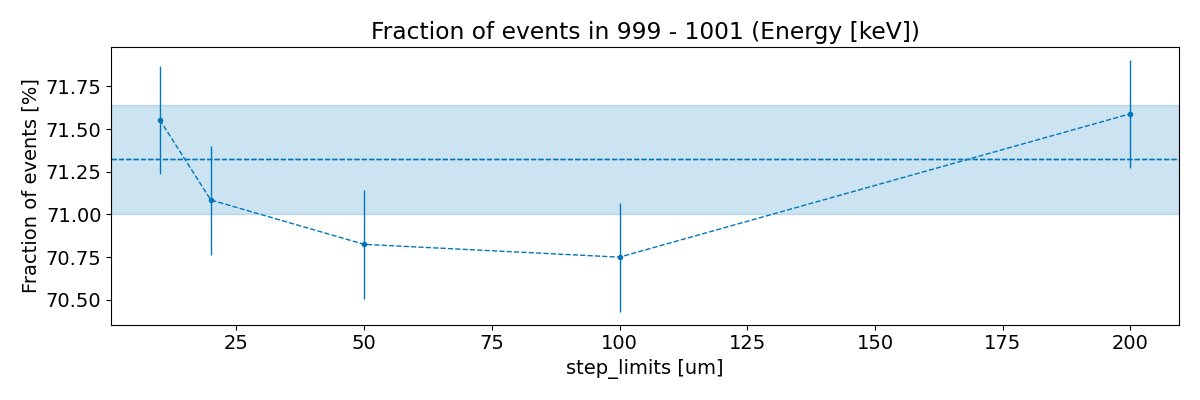 Fraction of events in 999 - 1001 (Energy [keV])
Fraction of events [%]
71.75
71.50
71.25
71.00
70.75
70.50
25 50 75 100 125 150 175 200
step_limits [um]